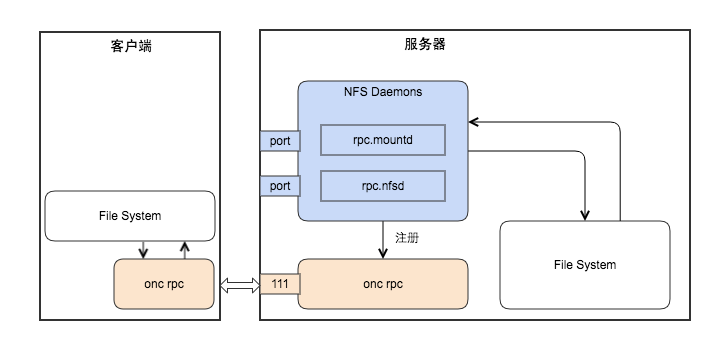 客户端
服务器
NFS Daemons
port
rpc.mountd
port
rpc.nfsd
File System
注册
File System
onc rpc
111
onc rpc